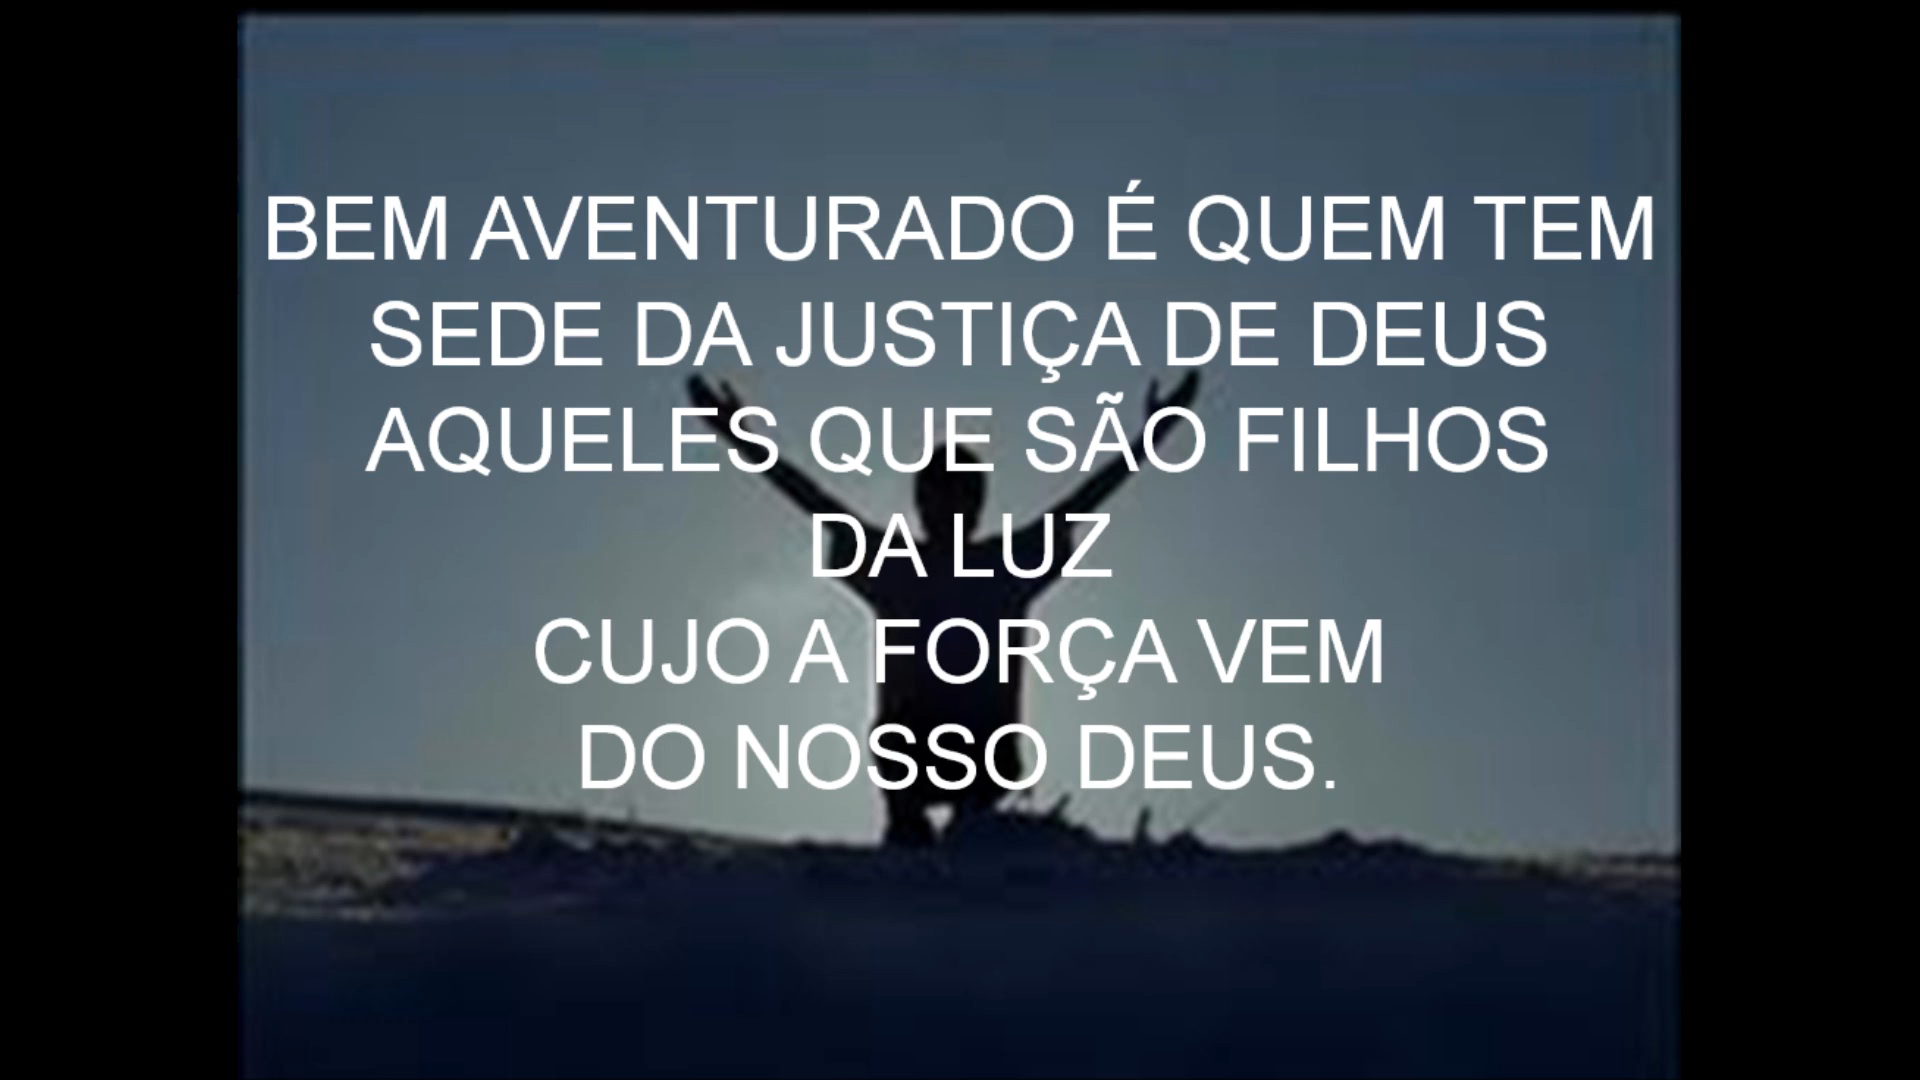 BEM AVENTURADO É QUEM TEM
SEDE DA JUSTIÇA DE DEUS
AQUELES QUE SÃO FILHOS
DA LUZ
CUJO A FORÇA VEM
DO NOSSO DEUS.